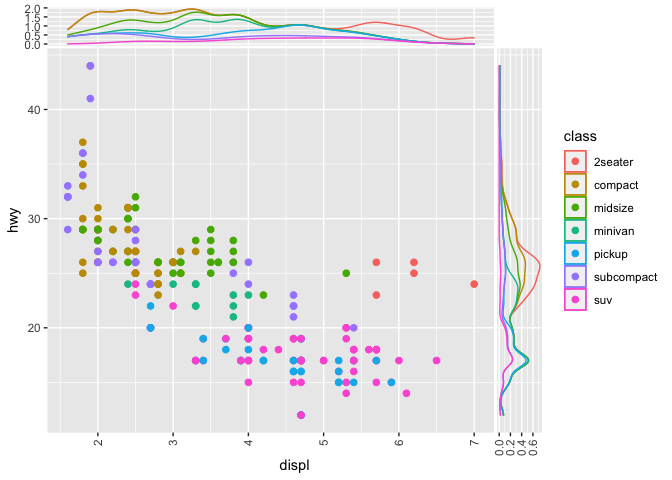 2.0
1.5
1.0
0.5
0.0
40
30
20
hwy
2 3 4 5 6 7
displ
0.0 0.2 0.4 0.6
class
2seater
compact
midsize
minivan
pickup
subcompact
suv